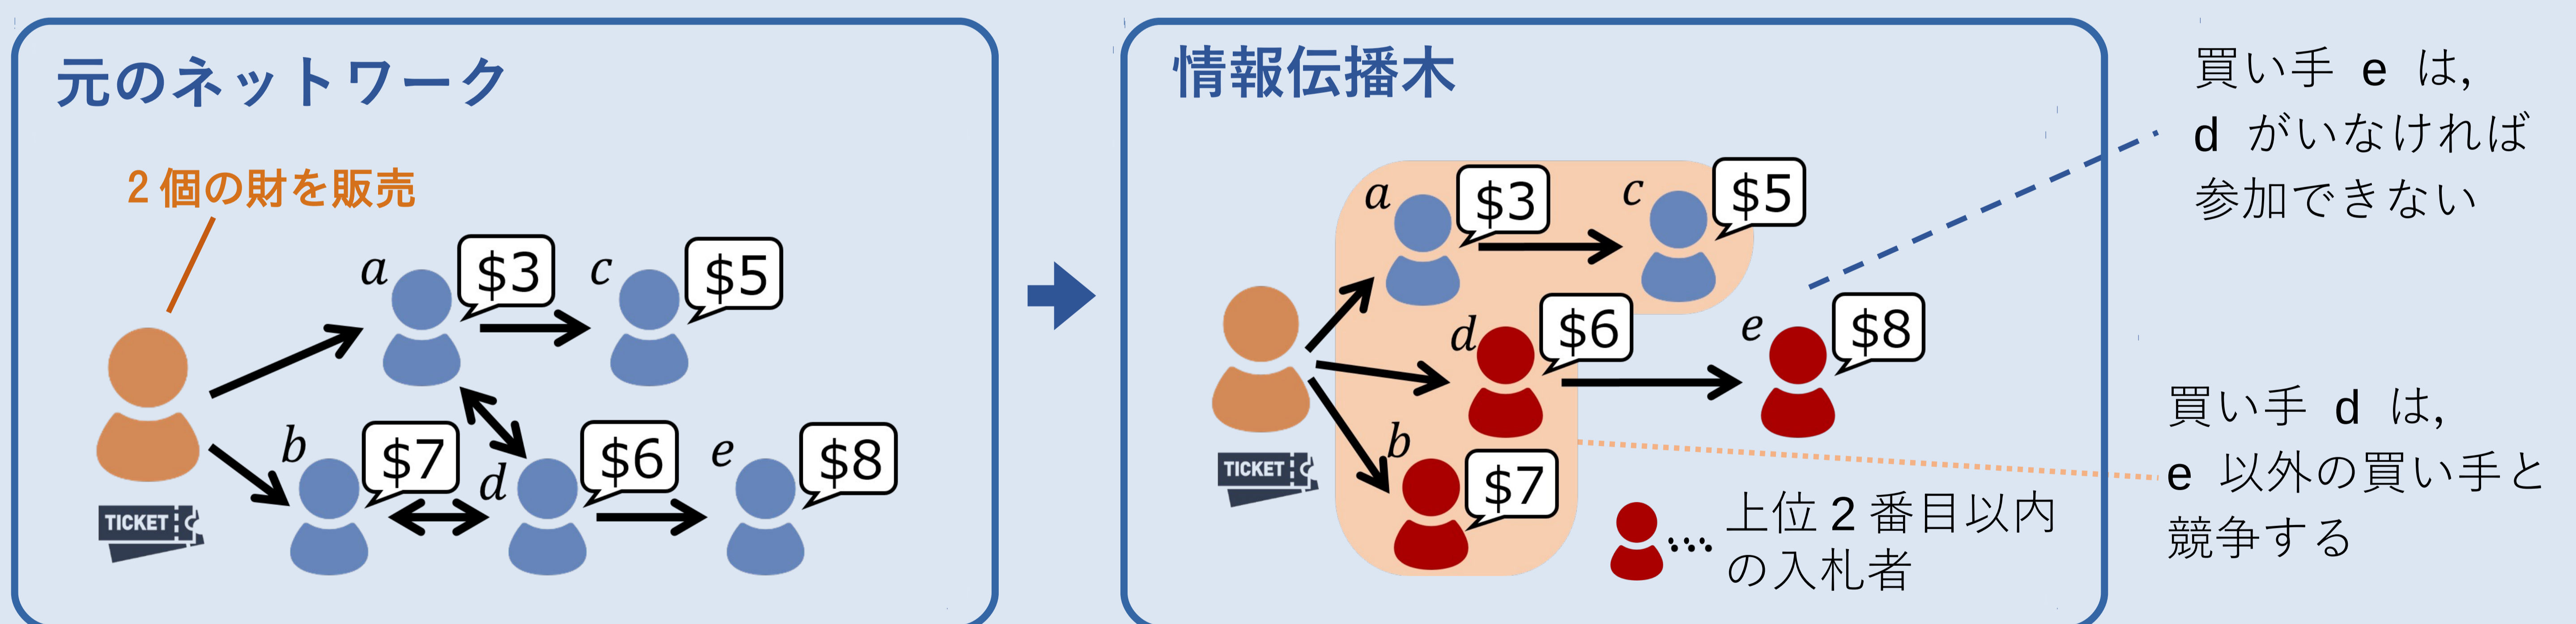 元のネットワーク
2 個の財を販売
a
$3
c
$5
b
$7
d
$6
e
$8
TICKET
情報伝播木
a
$3
c
$5
d
$6
e
$8
b
$7
TICKET
上位 2 番目以内
の入札者
買い手 e は,
d がいなければ
参加できない
買い手 d は,
e 以外の買い手と
競争する